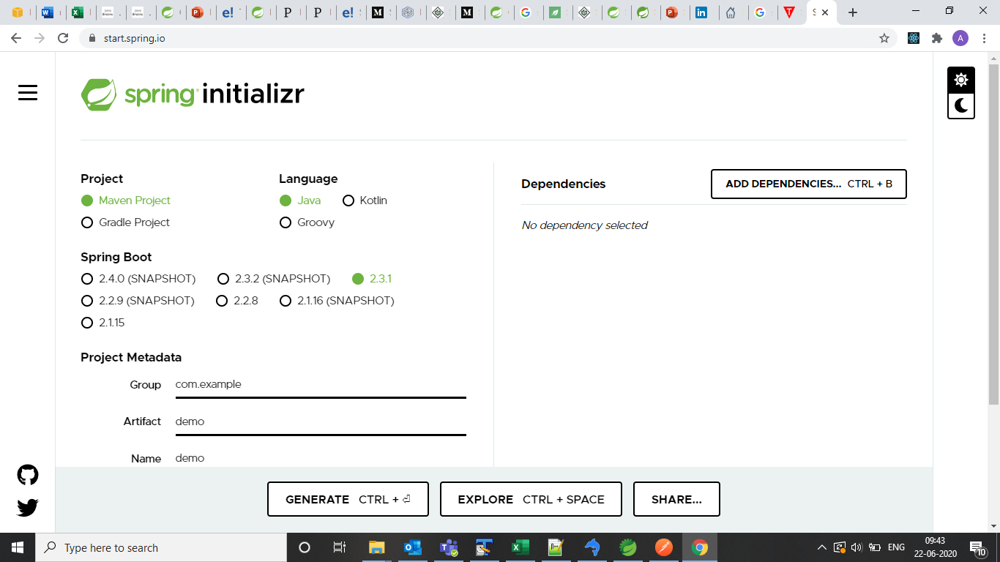 start.spring.io
A
spring initializr
Project
Language
Maven Project
Java
Kotlin
Gradle Project
Groovy
Spring Boot
2.4.0 (SNAPSHOT)
2.3.2 (SNAPSHOT)
2.3.1
2.2.9 (SNAPSHOT)
2.2.8
2.1.16 (SNAPSHOT)
2.1.15
Project Metadata
Group
com.example
Artifact
demo
Name
demo
Dependencies
ADD DEPENDENCIES... CTRL + B
No dependency selected
GENERATE CTRL + ⏎
EXPLORE CTRL + SPACE
SHARE...
Type here to search
ENG
09:43
22-06-2020
10